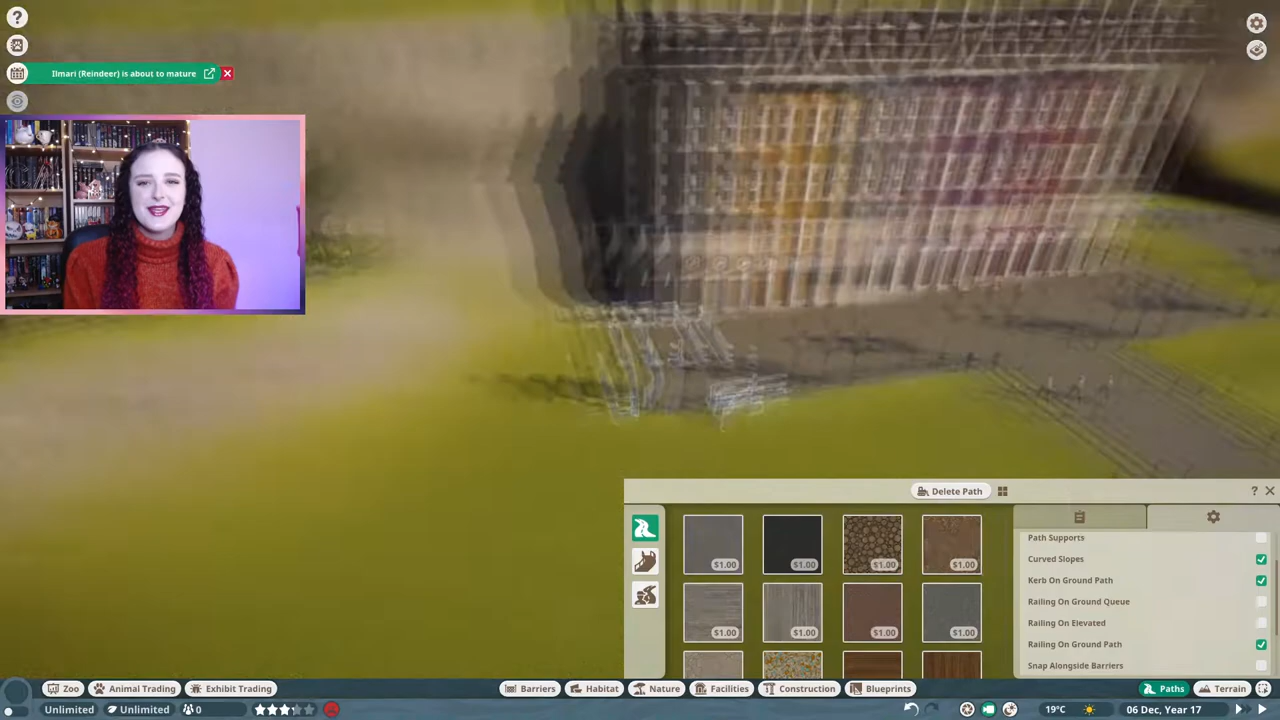 ?
Ilmari (Reindeer) is about to mature
Delete Path
?
$1.00 $1.00 $1.00 $1.00
$1.00 $1.00 $1.00 $1.00
Path Supports
Curved Slopes
Kerb On Ground Path
Railing On Ground Queue
Railing On Elevated
Railing On Ground Path
Snap Alongside Barriers
Zoo Animal Trading Exhibit Trading Barriers Habitat Nature Facilities Construction Blueprints Paths Terrain
Unlimited Unlimited 0 19°C 06 Dec, Year 17